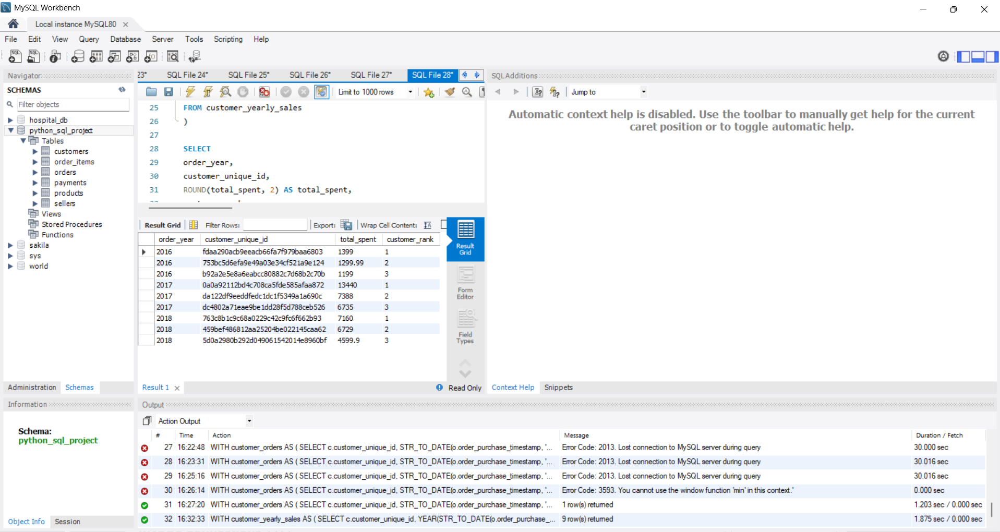 MySQL Workbench
Local instance MySQL80
File Edit View Query Database Server Tools Scripting Help
Navigator
SCHEMAS
Filter objects
hospital_db
python_sql_project
Tables
customers
order_items
orders
payments
products
sellers
Views
Stored Procedures
Functions
sakila
sys
world
Administration Schemas
Information
Schema:
python_sql_project
Object Info Session
23* SQL File 24* SQL File 25* SQL File 26* SQL File 27* SQL File 28*
Limit to 1000 rows
25 FROM customer_yearly_sales
26 )
27
28 SELECT
29 order_year,
30 customer_unique_id,
31 ROUND(total_spent, 2) AS total_spent,
Result Grid Filter Rows: Export: Wrap Cell Content:
order_year customer_unique_id total_spent customer_rank
2016 fdaa290acb9eeacb66fa7f979baa6803 1399 1
2016 753bc5d6efa9e49a03e34cf521a9e124 1299.99 2
2016 b92a2e5e8a6eabcc80882c7d68b2c70b 1199 3
2017 0a0a92112bd4c708ca5fde585afaa872 13440 1
2017 da122df9eeddfedc1dc1f5349a1a690c 7388 2
2017 dc4802a71eae9be1dd28f5d788ceb526 6735 3
2018 763c8b1c9c68a0229c42c9fc6f662b93 7160 1
2018 459bef486812aa25204be022145caa62 6729 2
2018 5d0a2980b292d049061542014e8960bf 4599.9 3
Result Grid
Form Editor
Field Types
Result 1
Read Only
SQLAdditions
Jump to
Automatic context help is disabled. Use the toolbar to manually get help for the current
caret position or to toggle automatic help.
Context Help Snippets
Output
Action Output
# Time Action Message Duration / Fetch
27 16:22:48 WITH customer_orders AS ( SELECT c.customer_unique_id, STR_TO_DATE(o.order_purchase_timestamp, '... Error Code: 2013. Lost connection to MySQL server during query 30.000 sec
28 16:23:31 WITH customer_orders AS ( SELECT c.customer_unique_id, STR_TO_DATE(o.order_purchase_timestamp, '... Error Code: 2013. Lost connection to MySQL server during query 30.016 sec
29 16:25:16 WITH customer_orders AS ( SELECT c.customer_unique_id, STR_TO_DATE(o.order_purchase_timestamp, '... Error Code: 2013. Lost connection to MySQL server during query 30.016 sec
30 16:26:14 WITH customer_orders AS ( SELECT c.customer_unique_id, STR_TO_DATE(o.order_purchase_timestamp, '... Error Code: 3593. You cannot use the window function 'min' in this context.' 0.000 sec
31 16:27:20 WITH customer_orders AS ( SELECT c.customer_unique_id, STR_TO_DATE(o.order_purchase_timestamp, '... 1 row(s) returned 1.203 sec / 0.000 sec
32 16:32:33 WITH customer_yearly_sales AS ( SELECT c.customer_unique_id, YEAR(STR_TO_DATE(o.order_purchase_... 9 row(s) returned 1.875 sec / 0.000 sec